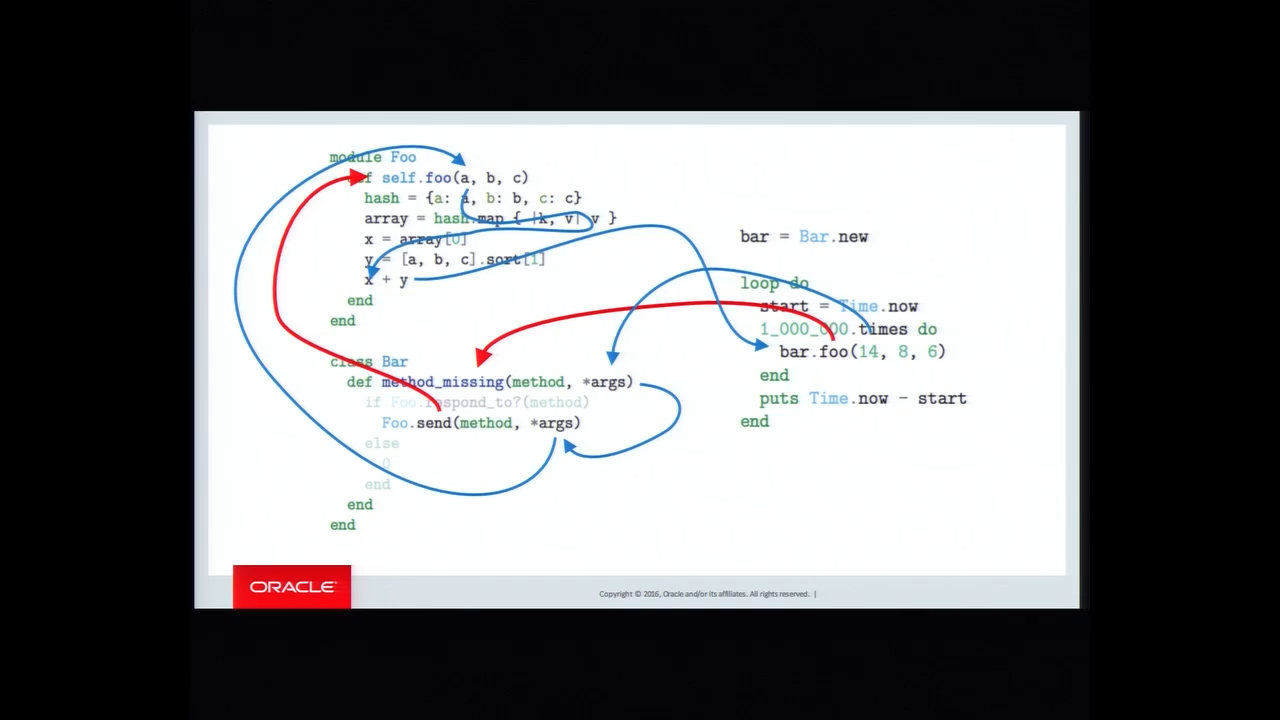 module Foo
  def self.foo(a, b, c)
    hash = {a: a, b: b, c: c}
    array = hash.map { |k, v| v }
    x = array[0]
    y = [a, b, c].sort[1]
    x + y
  end
end
class Bar
  def method_missing(method, *args)
    if Foo.respond_to?(method)
      Foo.send(method, *args)
    else
      0
    end
  end
end
bar = Bar.new
loop do
  start = Time.now
  1_000_000.times do
    bar.foo(14, 8, 6)
  end
  puts Time.now - start
end
ORACLE
Copyright © 2016, Oracle and/or its affiliates. All rights reserved. |